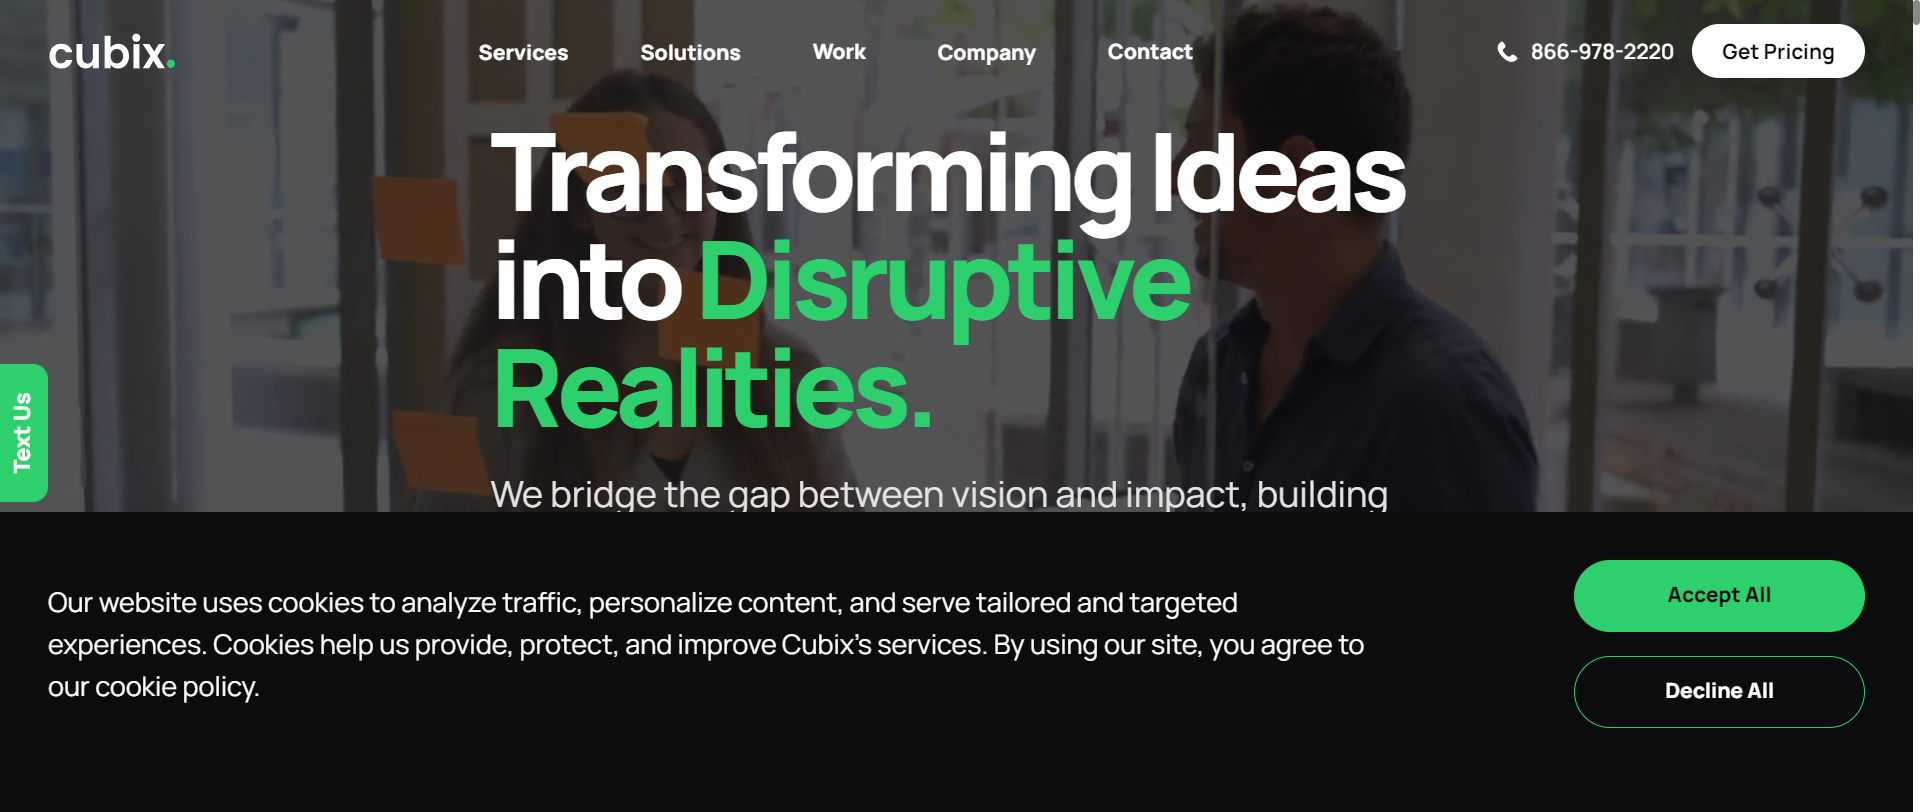 cubix.
Services
Solutions
Work
Company
Contact
866-978-2220
Get Pricing
Transforming Ideas
into Disruptive
Realities.
Text Us
We bridge the gap between vision and impact, building
Our website uses cookies to analyze traffic, personalize content, and serve tailored and targeted
experiences. Cookies help us provide, protect, and improve Cubix’s services. By using our site, you agree to
our cookie policy.
Accept All
Decline All